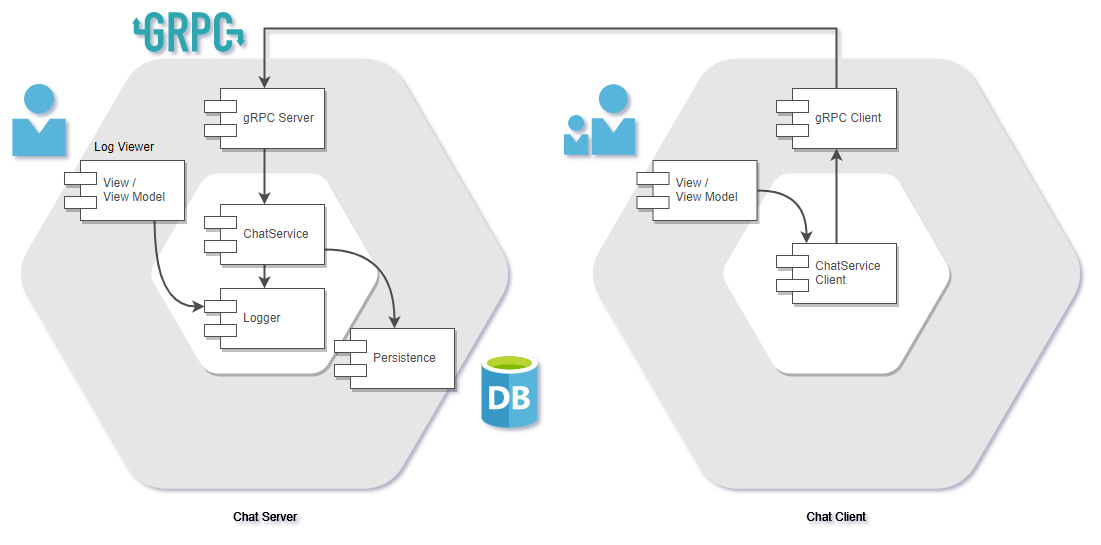 GRPC
gRPC Server
Log Viewer
View /
View Model
ChatService
Logger
Persistence
DB
Chat Server
gRPC Client
View /
View Model
ChatService
Client
Chat Client